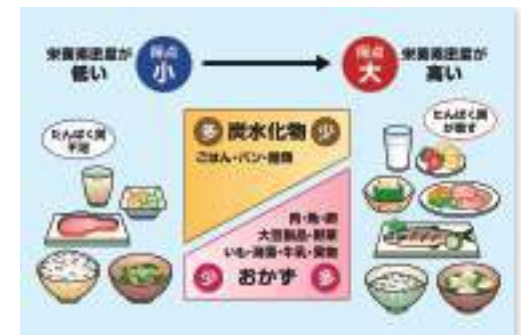 栄養素密度が
低い
得点
小
得点
大
栄養素密度が
高い
たんぱく質
不足
たんぱく質
が増す
多 炭水化物 少
ごはん・パン・麺類
肉・魚・卵
大豆製品・野菜
いも・海藻・牛乳・果物
少 おかず 多